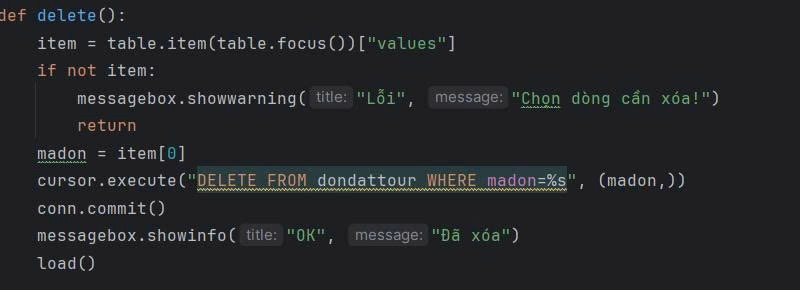 def delete():
    item = table.item(table.focus())["values"]
    if not item:
        messagebox.showwarning( title: "Lỗi", message: "Chọn dòng cần xóa!")
        return
    madon = item[0]
    cursor.execute("DELETE FROM dondattour WHERE madon=%s", (madon,))
    conn.commit()
    messagebox.showinfo( title: "OK", message: "Đã xóa")
    load()